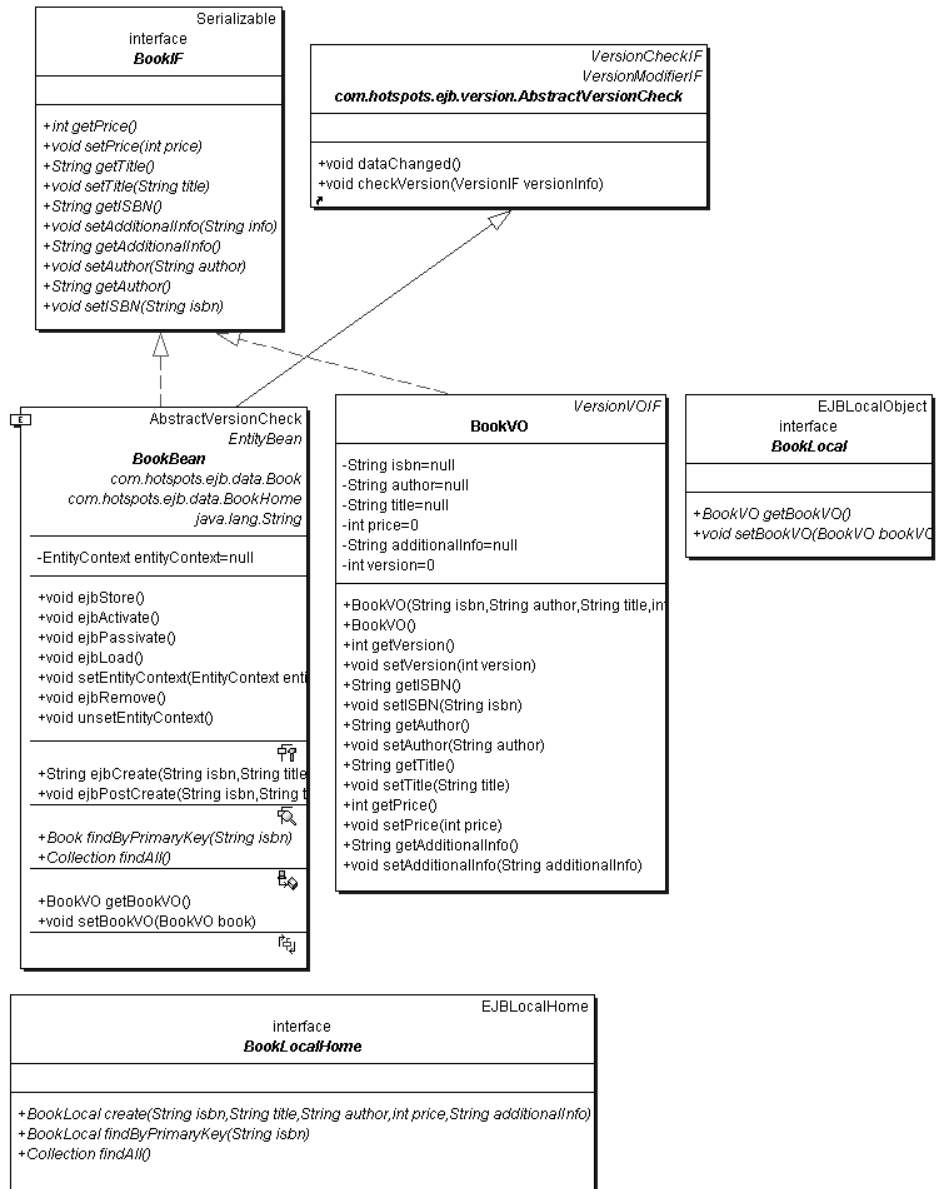 Serializable
interface
BookIF
+int getPrice()
+void setPrice(int price)
+String getTitle()
+void setTitle(String title)
+String getISBN()
+void setAdditionalInfo(String info)
+String getAdditionalInfo()
+void setAuthor(String author)
+String getAuthor()
+void setISBN(String isbn)
VersionCheckIF
VersionModifierIF
com.hotspots.ejb.version.AbstractVersionCheck
+void dataChanged()
+void checkVersion(VersionIF versionInfo)
E
AbstractVersionCheck
EntityBean
BookBean
com.hotspots.ejb.data.Book
com.hotspots.ejb.data.BookHome
java.lang.String
-EntityContext entityContext=null
+void ejbStore()
+void ejbActivate()
+void ejbPassivate()
+void ejbLoad()
+void setEntityContext(EntityContext enti
+void ejbRemove()
+void unsetEntityContext()
+String ejbCreate(String isbn,String title
+void ejbPostCreate(String isbn,String t
+Book findByPrimaryKey(String isbn)
+Collection findAll()
+BookVO getBookVO()
+void setBookVO(BookVO book)
VersionVOIF
BookVO
-String isbn=null
-String author=null
-String title=null
-int price=0
-String additionalInfo=null
-int version=0
+BookVO(String isbn,String author,String title,in
+BookVO()
+int getVersion()
+void setVersion(int version)
+String getISBN()
+void setISBN(String isbn)
+String getAuthor()
+void setAuthor(String author)
+String getTitle()
+void setTitle(String title)
+int getPrice()
+void setPrice(int price)
+String getAdditionalInfo()
+void setAdditionalInfo(String additionalInfo)
EJBLocalObject
interface
BookLocal
+BookVO getBookVO()
+void setBookVO(BookVO bookVO
EJBLocalHome
interface
BookLocalHome
+BookLocal create(String isbn,String title,String author,int price,String additionalInfo)
+BookLocal findByPrimaryKey(String isbn)
+Collection findAll()